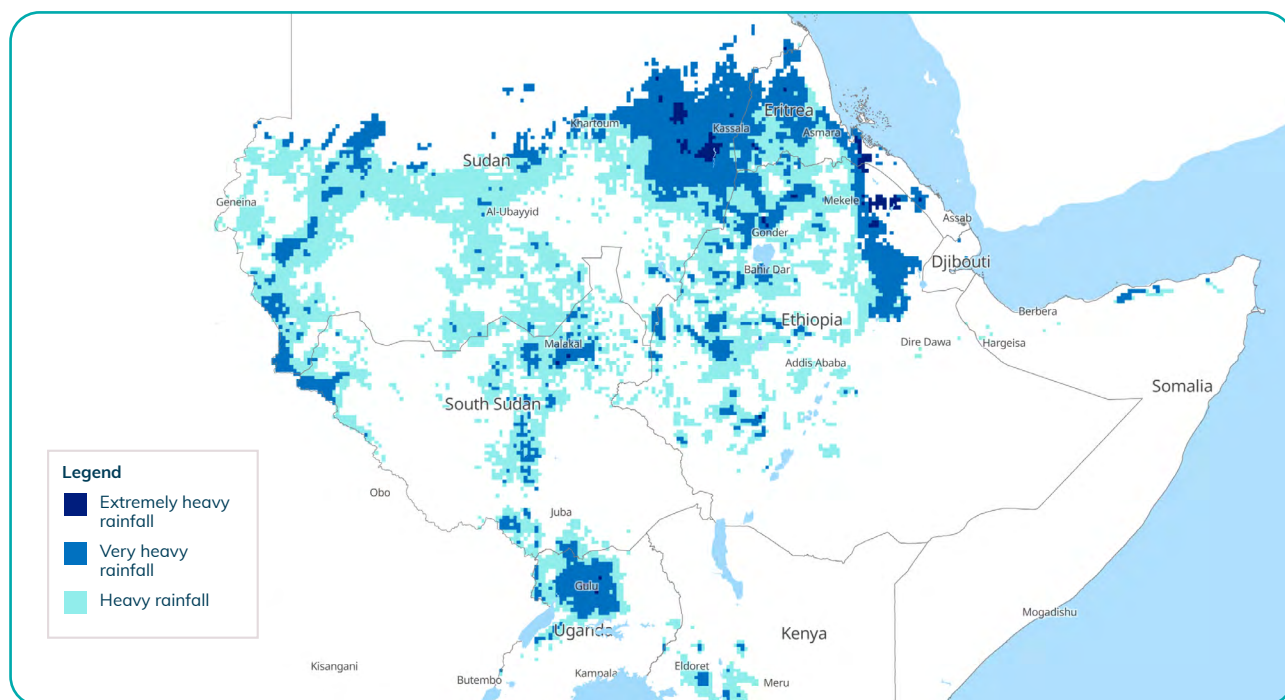 Khartoum
Kassala
Eritrea
Asmara
Sudan
Geneina
Al-Ubayyid
Mekele
Assab
Gonder
Bahir Dar
Djibouti
Berbera
Ethiopia
Malakal
Addis Ababa
Dire Dawa
Hargeisa
Somalia
South Sudan
Legend
Extremely heavy
rainfall
Very heavy
rainfall
Heavy rainfall
Obo
Juba
Gulu
Mogadishu
Uganda
Kenya
Kisangani
Butembo
Kampala
Eldoret
Meru